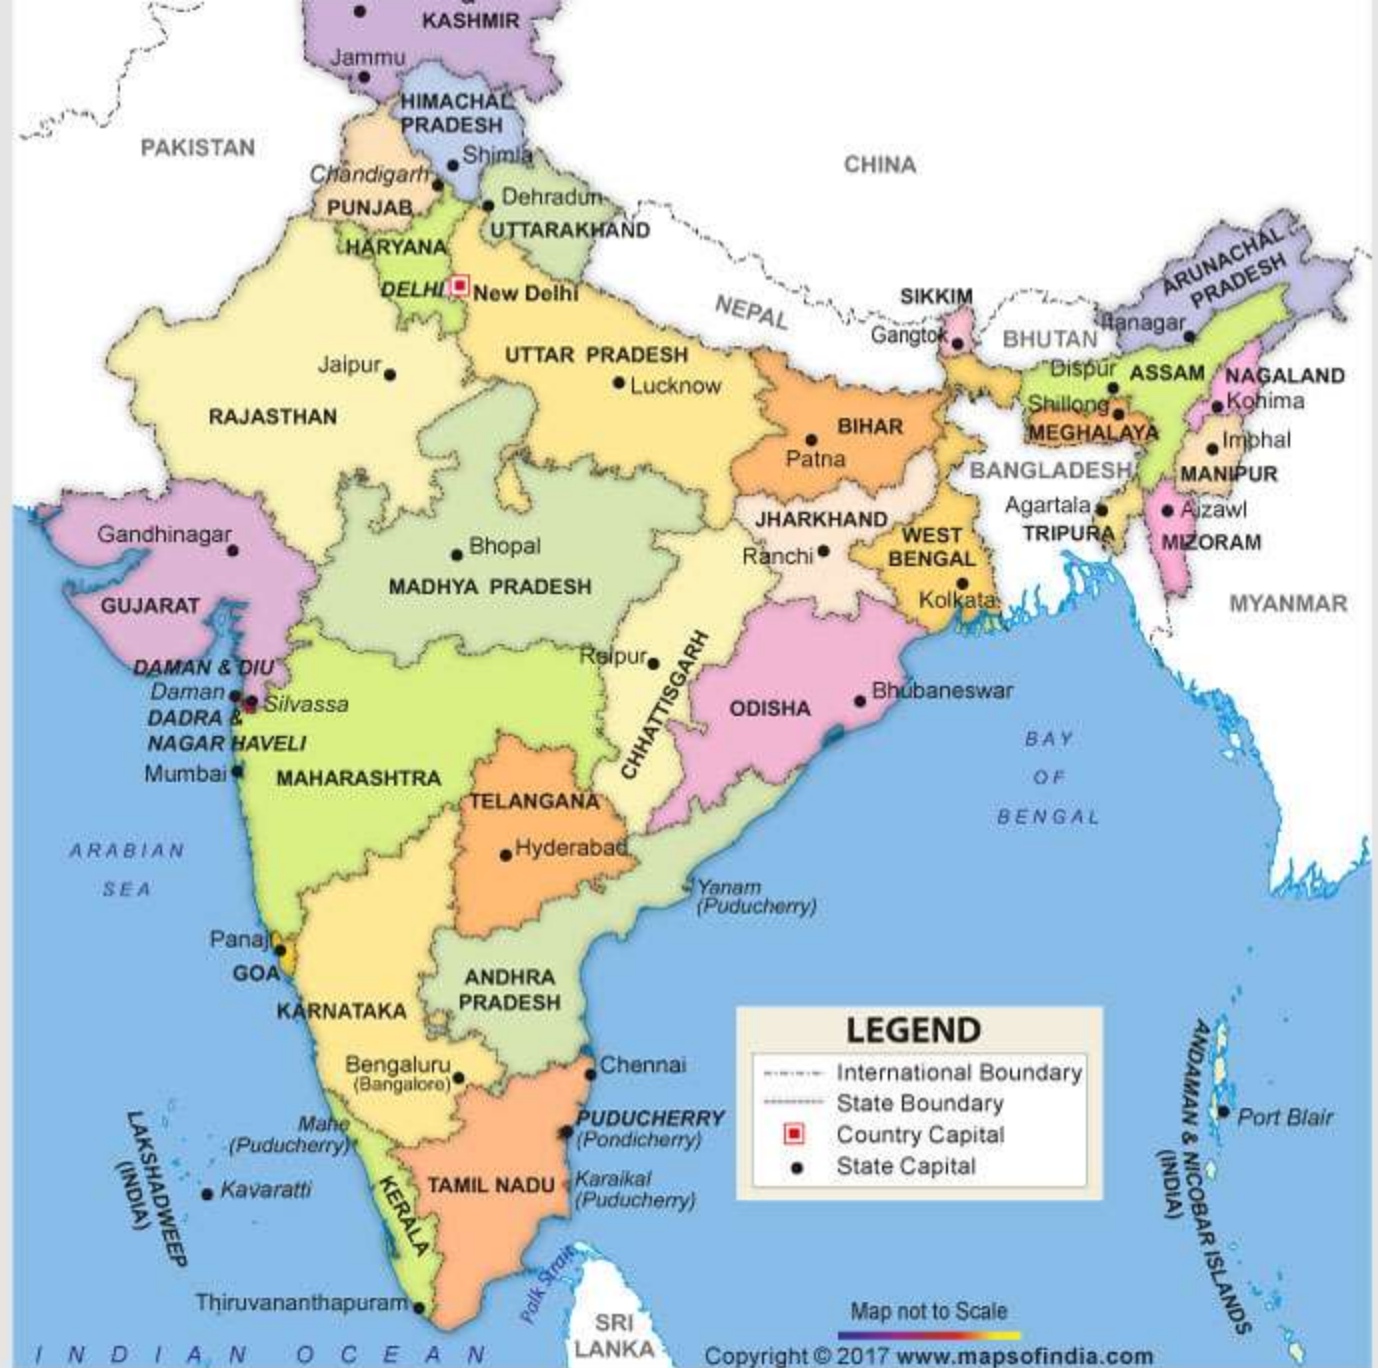 &
KASHMIR
Jammu
HIMACHAL
PRADESH
PAKISTAN
Shimla
CHINA
Chandigarh
Dehradun
PUNJAB
UTTARAKHAND
HARYANA
DELHI
New Delhi
ARUNACHAL
PRADESH
SIKKIM
NEPAL
Gangtok
BHUTAN
Itanagar
UTTAR PRADESH
Jaipur
Lucknow
Dispur
ASSAM
NAGALAND
RAJASTHAN
Shillong
Kohima
BIHAR
MEGHALAYA
Imphal
Patna
BANGLADESH
MANIPUR
Agartala
Aizawl
JHARKHAND
Gandhinagar
WEST
BENGAL
TRIPURA
MIZORAM
Bhopal
Ranchi
MADHYA PRADESH
GUJARAT
Kolkata
MYANMAR
Raipur
DAMAN & DIU
Daman
Silvassa
CHHATTISGARH
ODISHA
Bhubaneswar
DADRA &
NAGAR HAVELI
BAY
OF
BENGAL
Mumbai
MAHARASHTRA
TELANGANA
ARABIAN
SEA
Hyderabad
Yanam
(Puducherry)
Panaji
GOA
ANDHRA
PRADESH
KARNATAKA
LEGEND
International Boundary
State Boundary
Country Capital
State Capital
Bengaluru
(Bangalore)
Chennai
Mahe
(Puducherry)
PUDUCHERRY
(Pondicherry)
Port Blair
ANDAMAN & NICOBAR ISLANDS
(INDIA)
LAKSHADWEEP
(INDIA)
Kavaratti
KERALA
TAMIL NADU
Karaikal
(Puducherry)
Palk Strait
Thiruvananthapuram
SRI
LANKA
Map not to Scale
INDIAN OCEAN
Copyright © 2017 www.mapsofindia.com